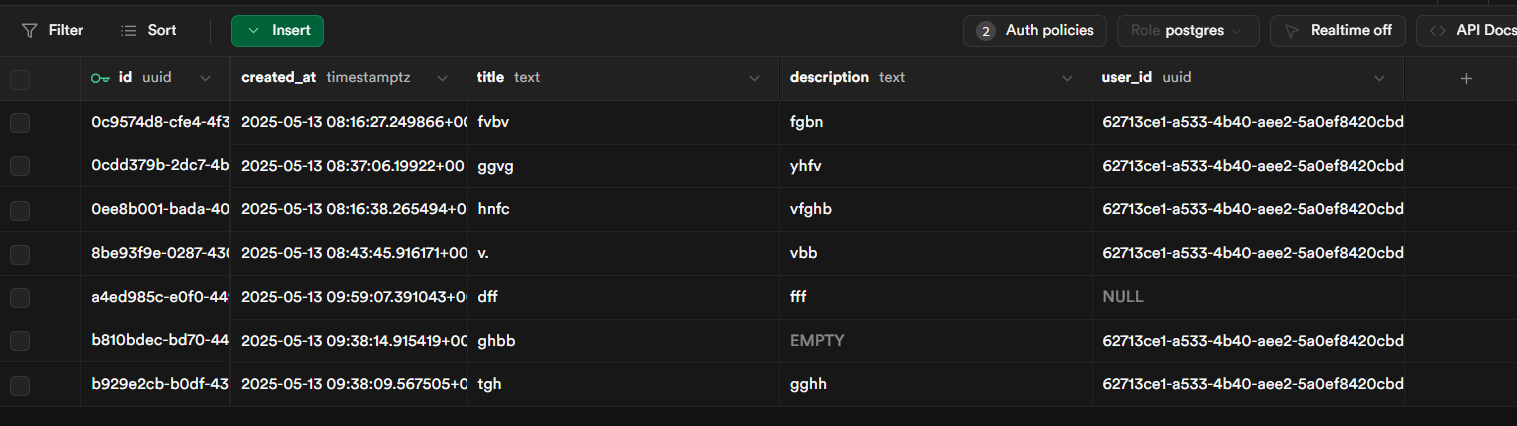 Filter Sort Insert 2 Auth policies Role postgres Realtime off API Docs
id uuid created_at timestamptz title text description text user_id uuid
0c9574d8-cfe4-4f3 2025-05-13 08:16:27.249866+00 fvbv fgbn 62713ce1-a533-4b40-aee2-5a0ef8420cbd
0cdd379b-2dc7-4b 2025-05-13 08:37:06.19922+00 ggvg yhfv 62713ce1-a533-4b40-aee2-5a0ef8420cbd
0ee8b001-bada-40 2025-05-13 08:16:38.265494+0 hnfc vfghb 62713ce1-a533-4b40-aee2-5a0ef8420cbd
8be93f9e-0287-430 2025-05-13 08:43:45.916171+00 v. vbb 62713ce1-a533-4b40-aee2-5a0ef8420cbd
a4ed985c-e0f0-449 2025-05-13 09:59:07.391043+0 dff fff NULL
b810bdec-bd70-44 2025-05-13 09:38:14.915419+00 ghbb EMPTY 62713ce1-a533-4b40-aee2-5a0ef8420cbd
b929e2cb-b0df-43 2025-05-13 09:38:09.567505+0 tgh gghh 62713ce1-a533-4b40-aee2-5a0ef8420cbd